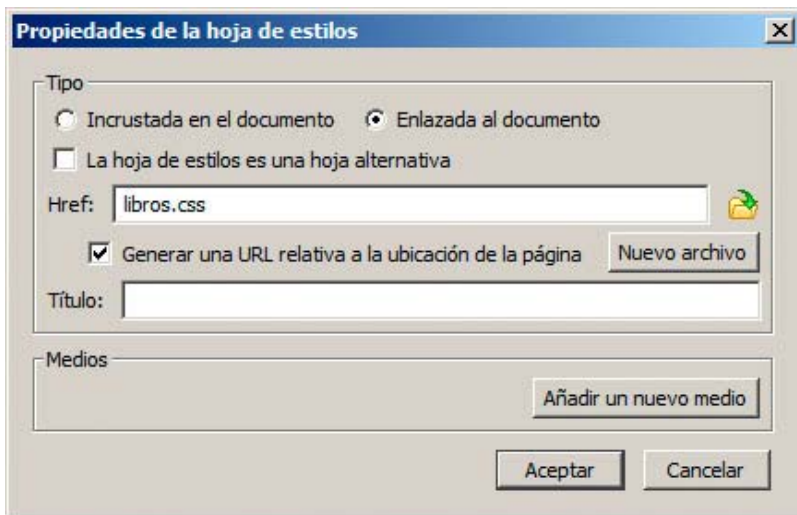 Propiedades de la hoja de estilos
Tipo
Incrustada en el documento Enlazada al documento
La hoja de estilos es una hoja alternativa
Href: libros.css
Generar una URL relativa a la ubicación de la página Nuevo archivo
Título:
Medios
Añadir un nuevo medio
Aceptar Cancelar